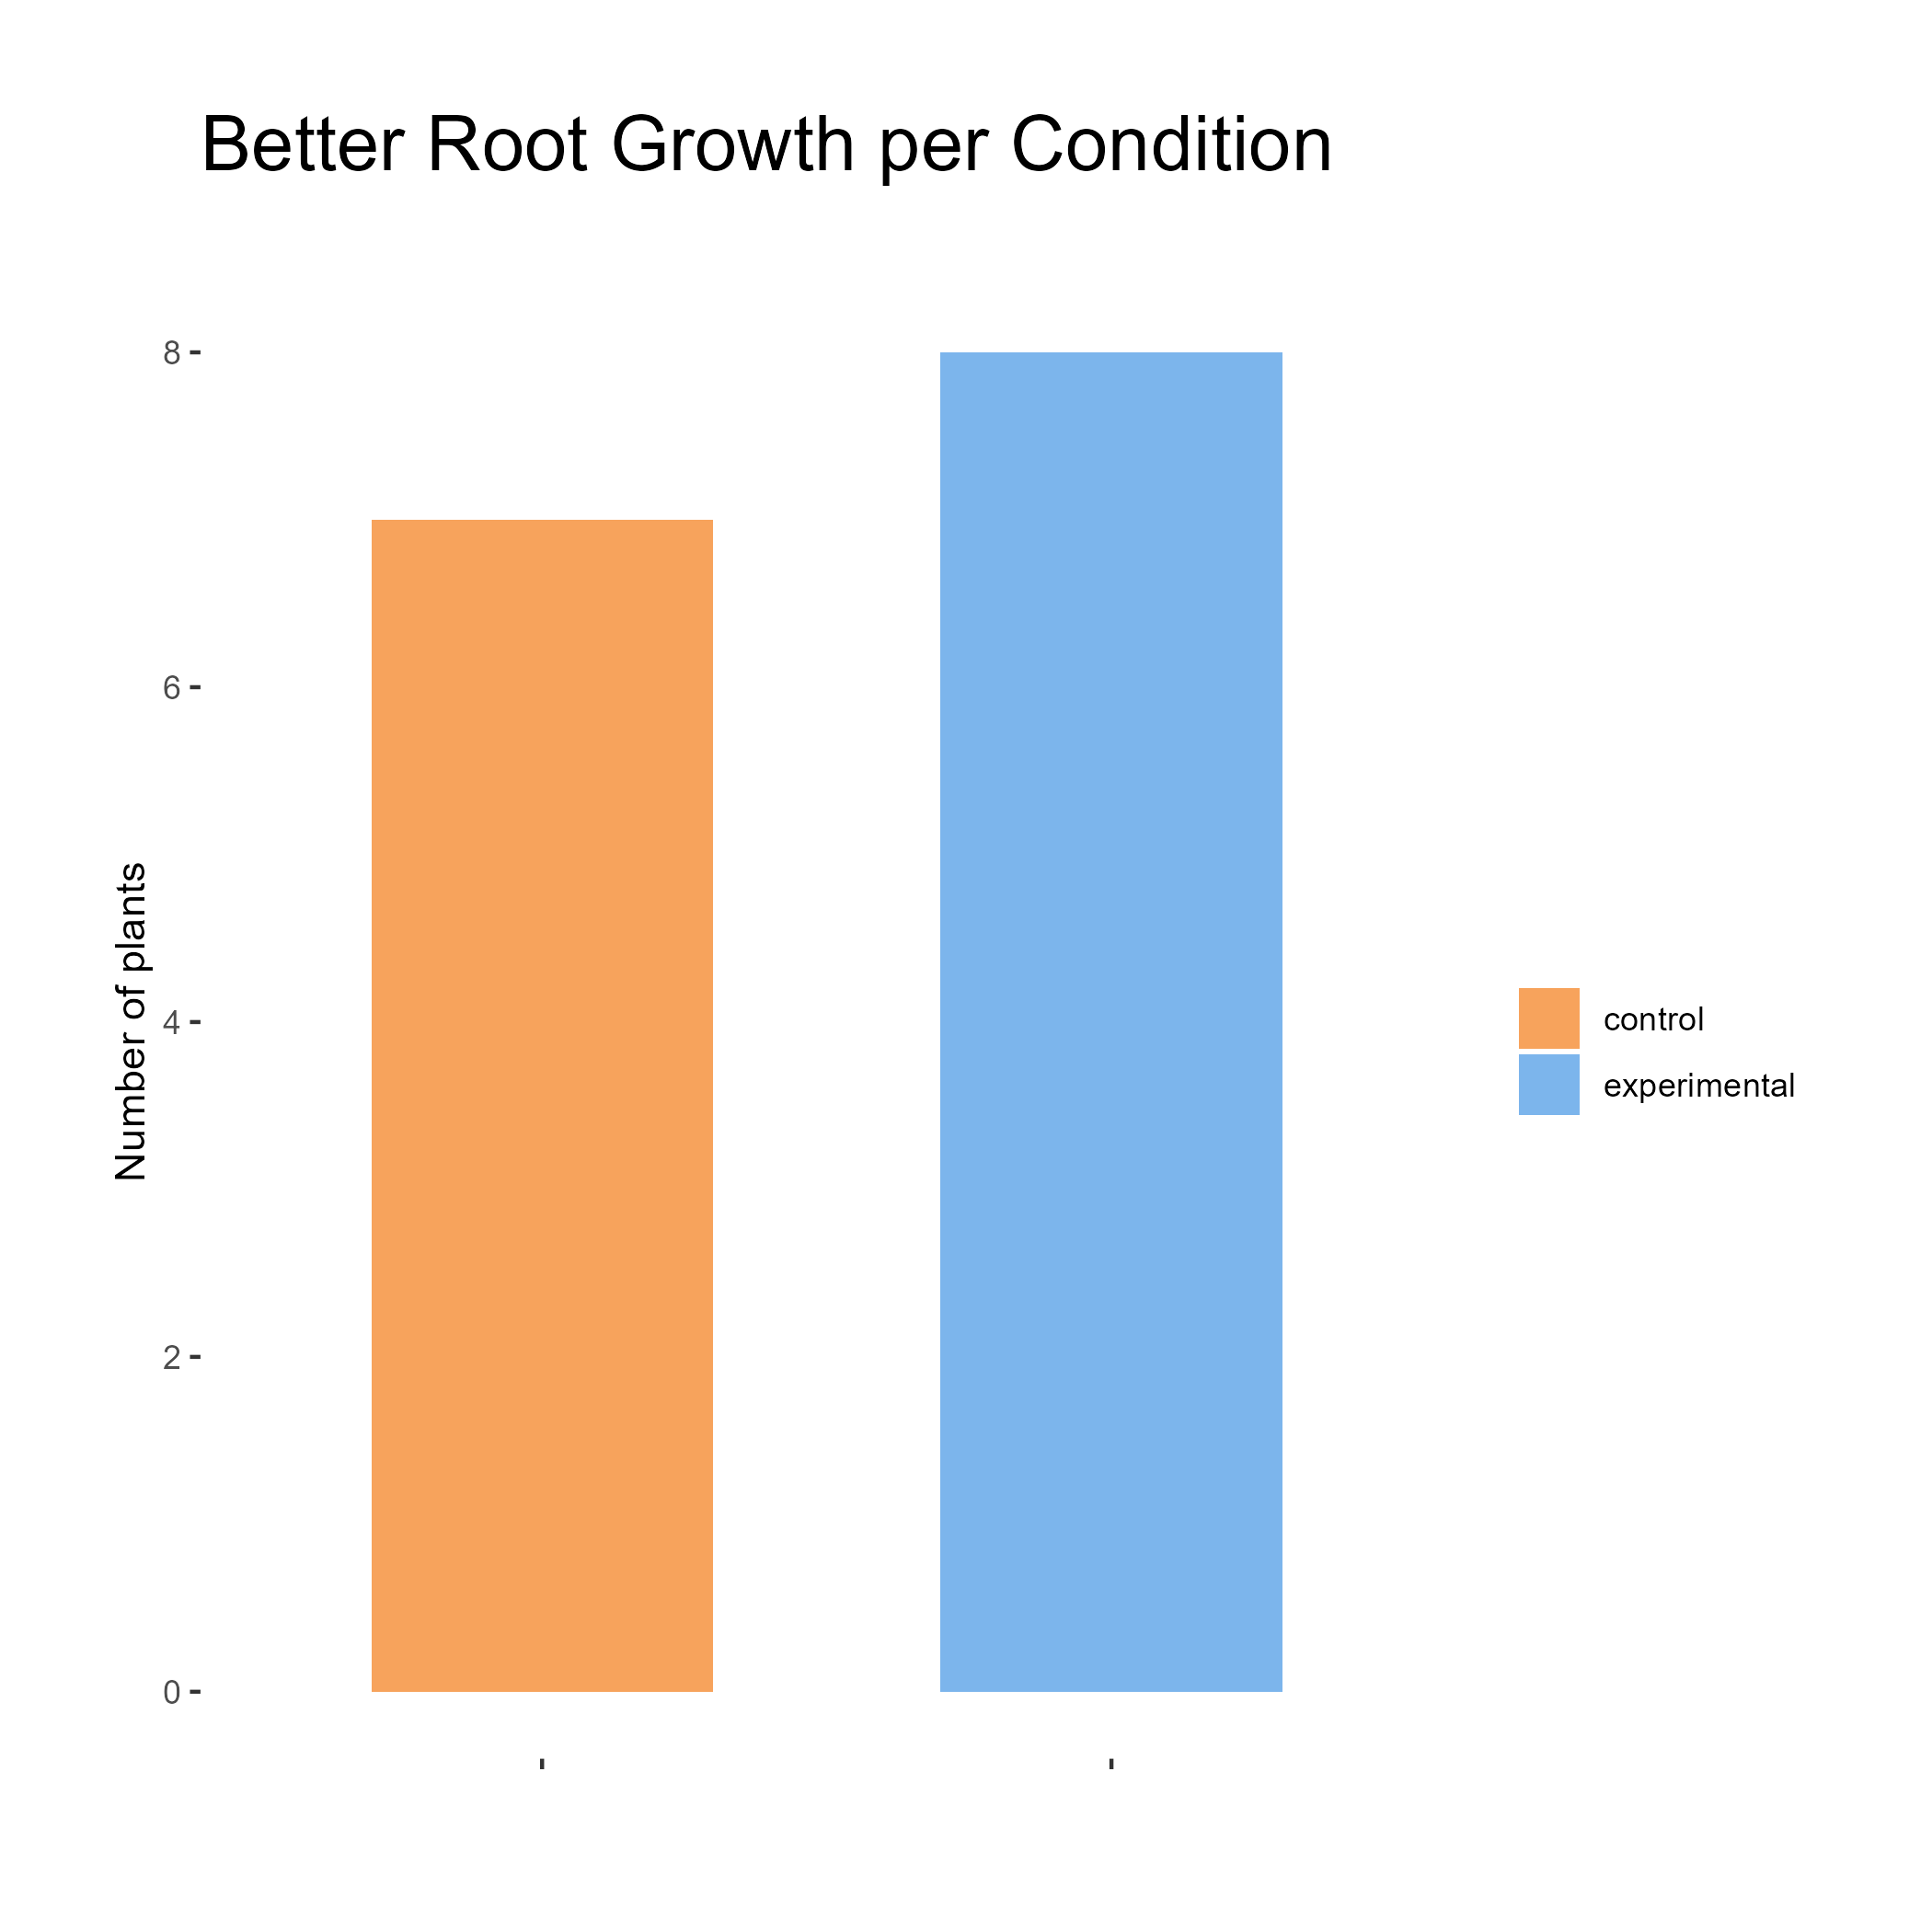 Better Root Growth per Condition
8
6
4
2
0
Number of plants
control
experimental